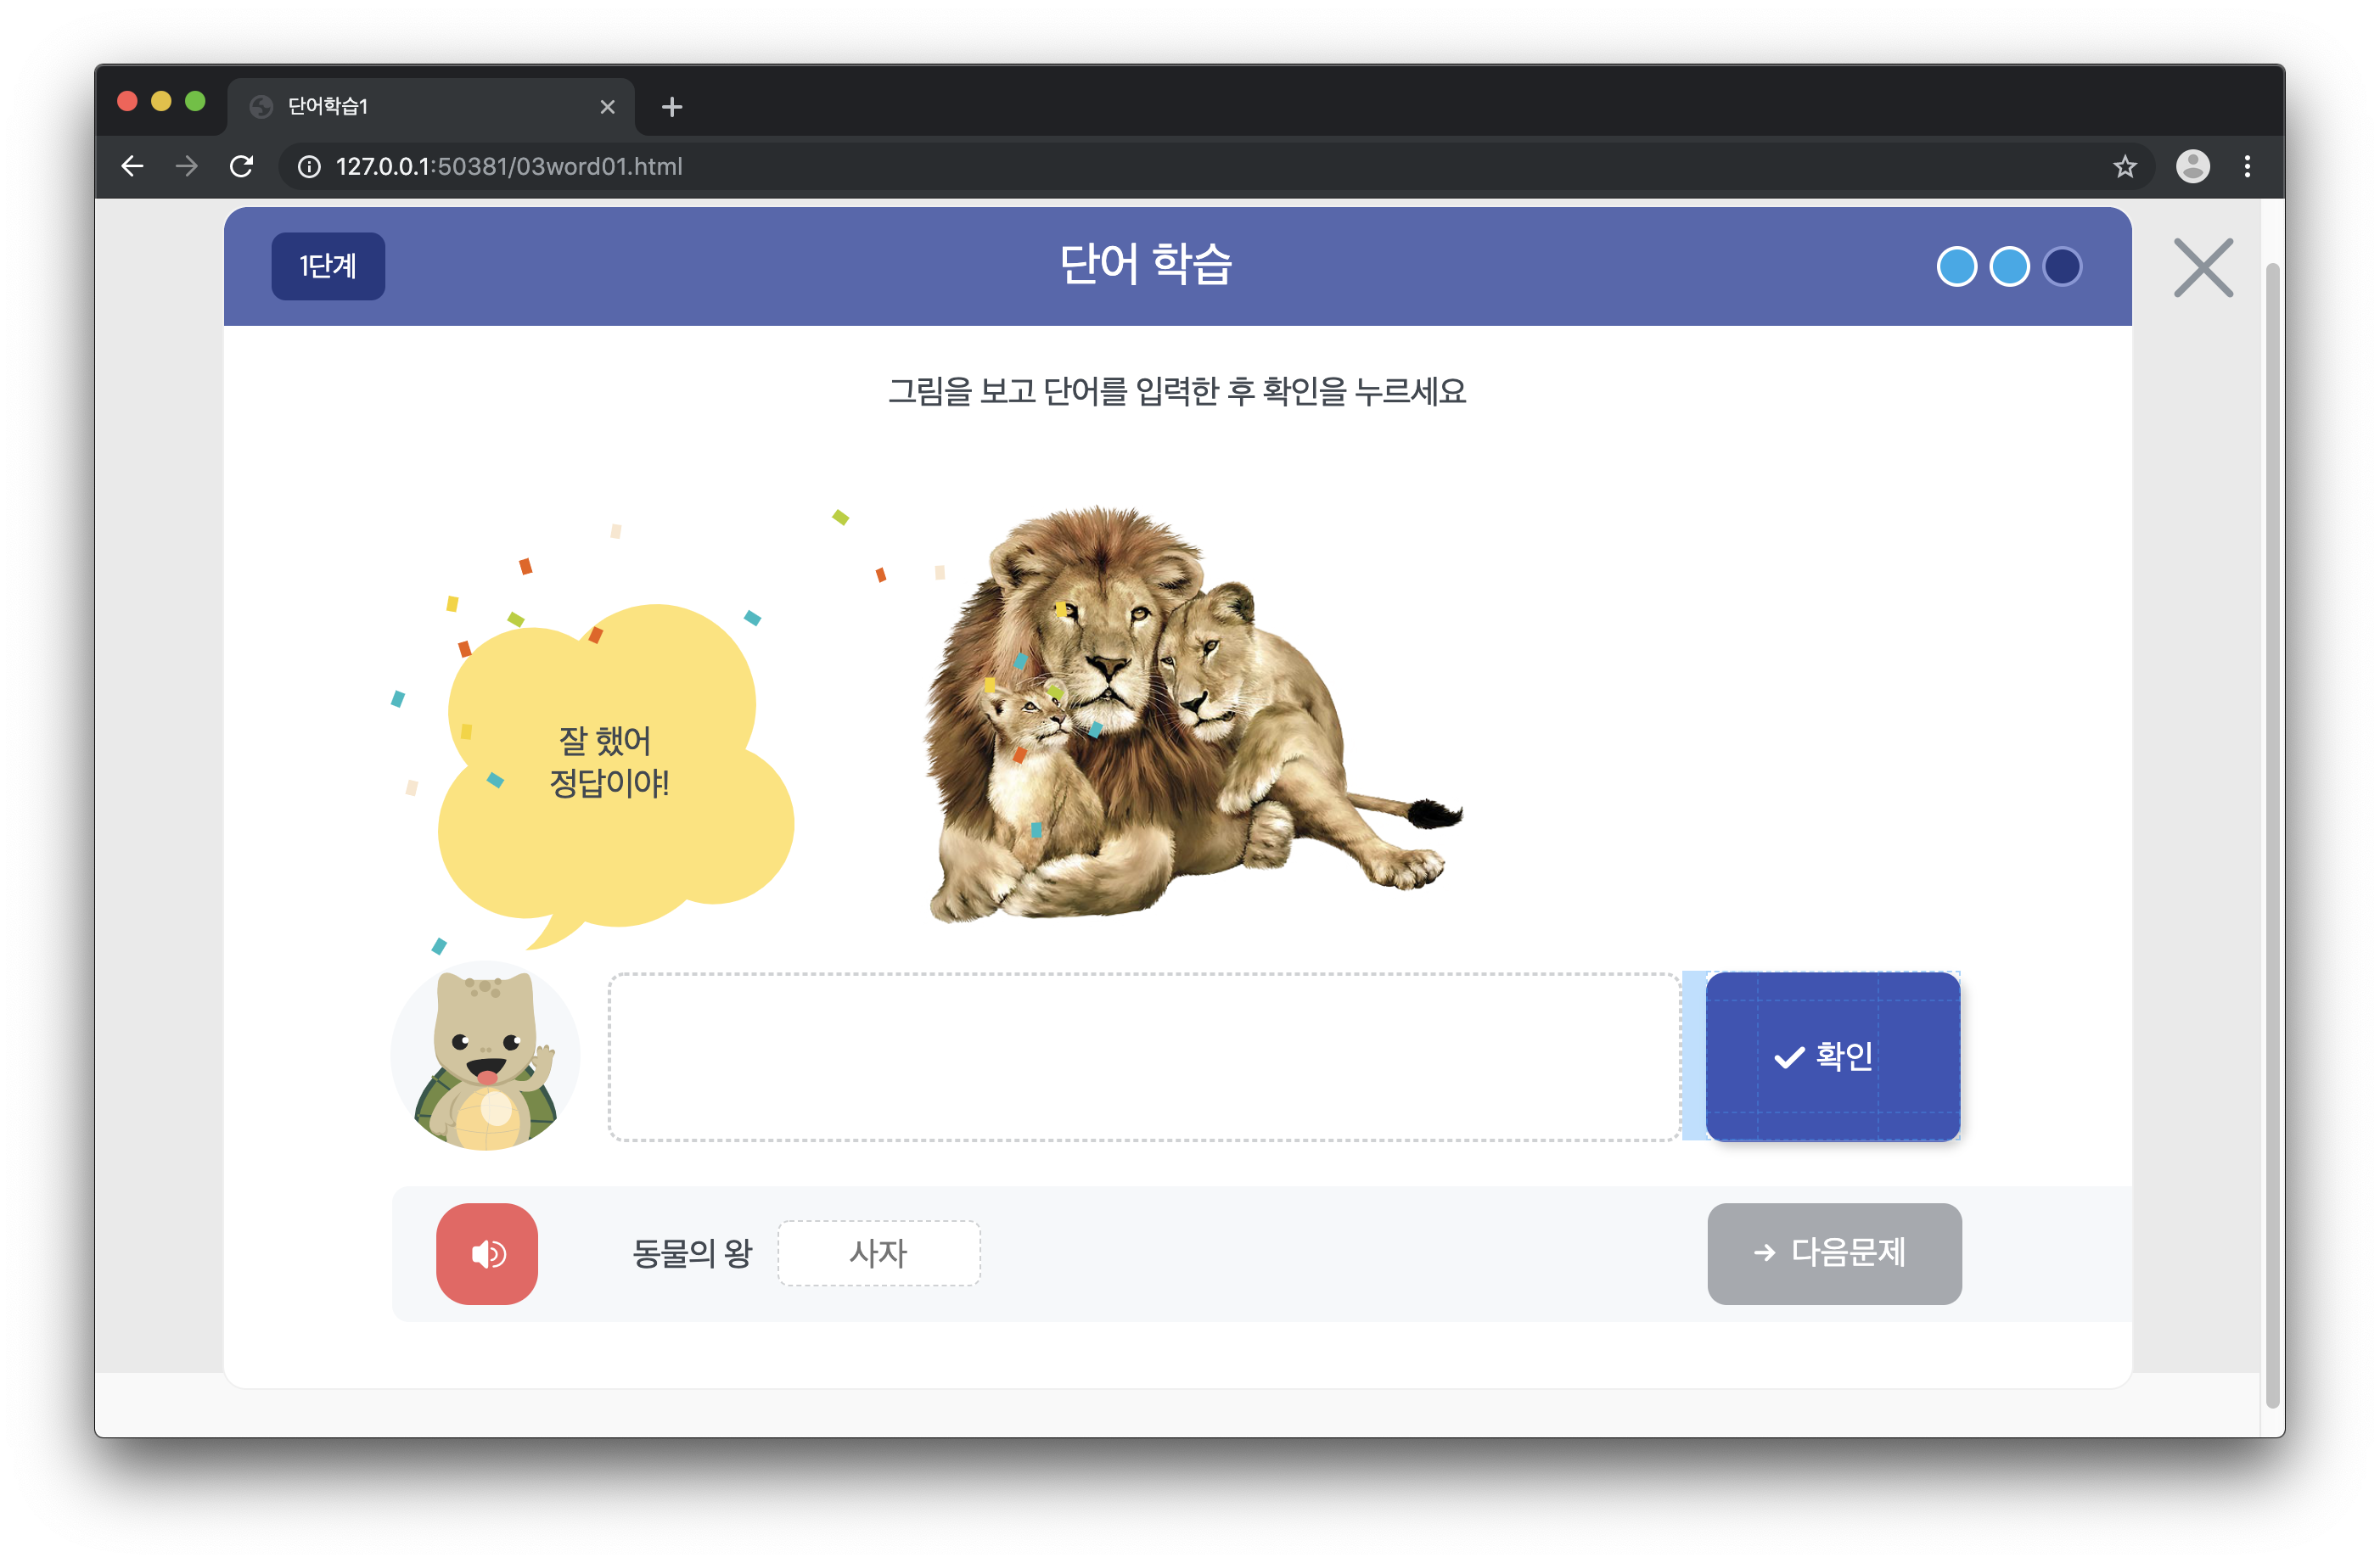 단어학습1
127.0.0.1:50381/03word01.html
1단계
단어 학습
그림을 보고 단어를 입력한 후 확인을 누르세요
잘 했어
정답이야!
확인
동물의 왕
사자
다음문제